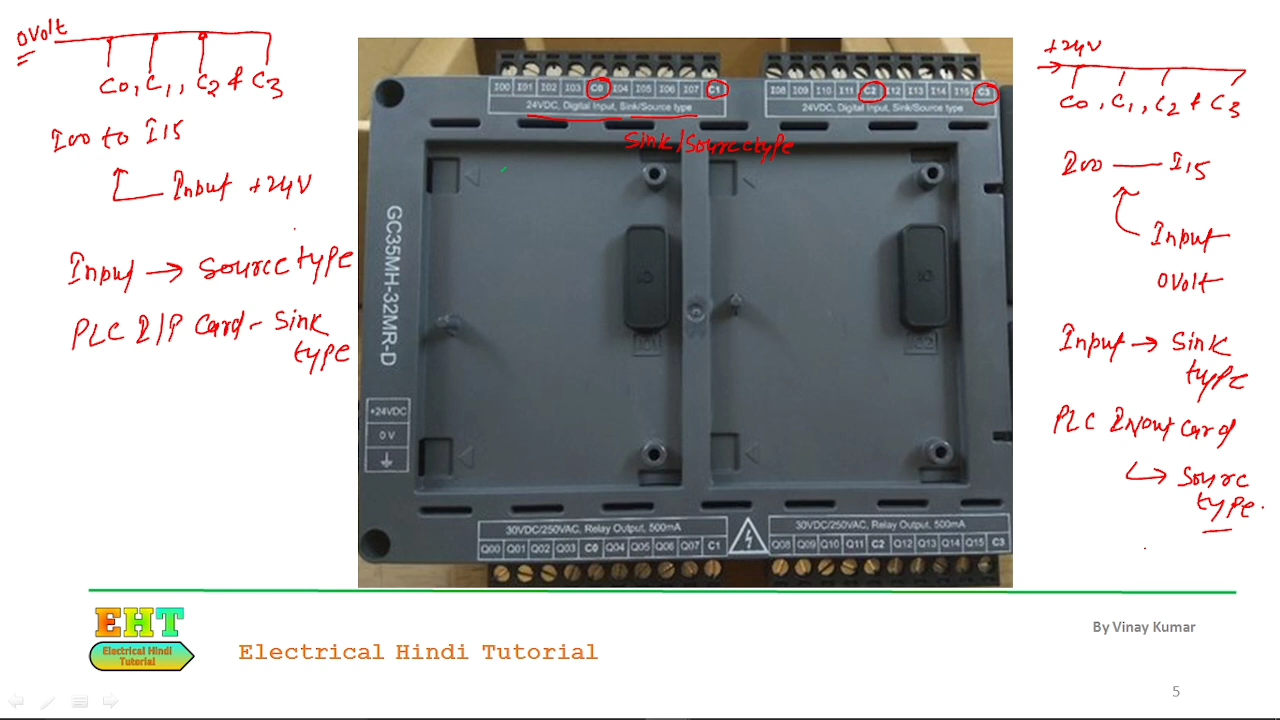 0Volt
C0, C1, C2 & C3
I00 to I15
Input +24V
Input → Source type
PLC I/P Card - Sink
type
I00 I01 I02 I03 C0 I04 I05 I06 I07 C1
24VDC, Digital Input, Sink/Source type
I08 I09 I10 I11 C2 I12 I13 I14 I15 C3
24VDC, Digital Input, Sink/Source type
Sink/Source type
GC35MH-32MR-D
IO1
IO
IO2
+24VDC
0 V
30VDC/250VAC, Relay Output, 500mA
Q00 Q01 Q02 Q03 C0 Q04 Q05 Q06 Q07 C1
30VDC/250VAC, Relay Output, 500mA
Q08 Q09 Q10 Q11 C2 Q12 Q13 Q14 Q15 C3
+24V
C0, C1, C2 & C3
I00 — I15
Input
0Volt
Input → Sink
type
PLC Input Card
↳ Source
type.
EHT
Electrical Hindi
Tutorial
Electrical Hindi Tutorial
By Vinay Kumar
5